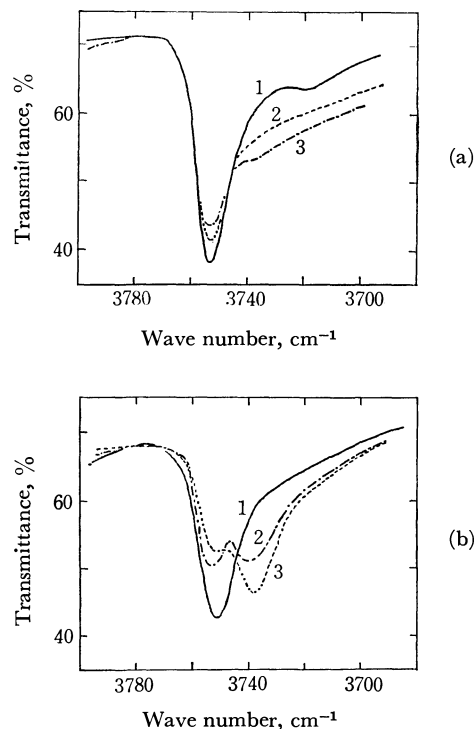 Transmittance, %
60
40
1
2
3
(a)
3780
3740
3700
Wave number, cm⁻¹
Transmittance, %
60
40
1
2
3
(b)
3780
3740
3700
Wave number, cm⁻¹